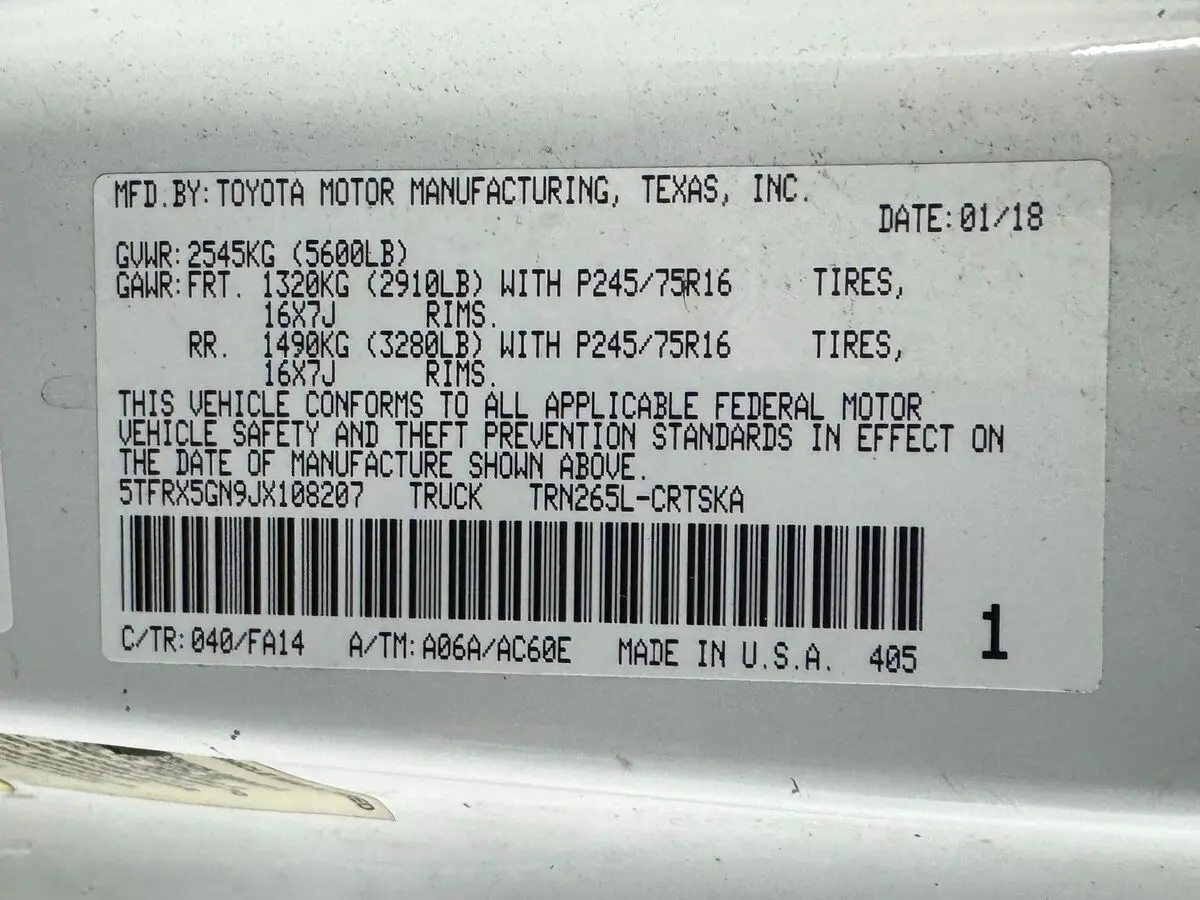 MFD.BY:TOYOTA MOTOR MANUFACTURING, TEXAS, INC.
DATE:01/18
GVWR:2545KG (5600LB)
GAWR:FRT. 1320KG (2910LB) WITH P245/75R16 TIRES,
16X7J RIMS.
RR. 1490KG (3280LB) WITH P245/75R16 TIRES,
16X7J RIMS.
THIS VEHICLE CONFORMS TO ALL APPLICABLE FEDERAL MOTOR
VEHICLE SAFETY AND THEFT PREVENTION STANDARDS IN EFFECT ON
THE DATE OF MANUFACTURE SHOWN ABOVE.
5TFRX5GN9JX108207 TRUCK TRN265L-CRTSKA
1
C/TR:040/FA14 A/TM:A06A/AC60E MADE IN U.S.A. 405